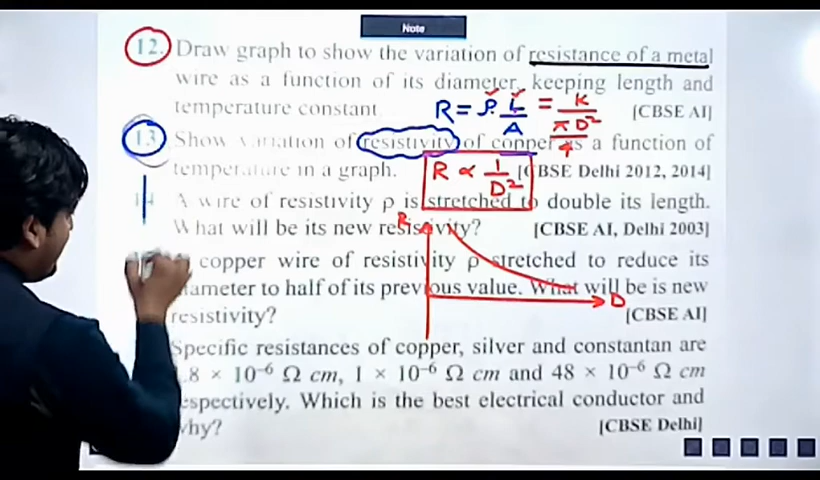 Note
12. Draw graph to show the variation of resistance of a metal
wire as a function of its diameter, keeping length and
temperature constant [CBSE AI]
R = ρ. L/A = K/(πD²/4)
13 Show variation of resistivity of copper as a function of
temperature in a graph. [CBSE Delhi 2012, 2014]
R ∝ 1/D²
A wire of resistivity ρ is stretched to double its length.
What will be its new resistivity? [CBSE AI, Delhi 2003]
R
copper wire of resistivity ρ stretched to reduce its
diameter to half of its previous value. What will be is new
D
resistivity? [CBSE AI]
Specific resistances of copper, silver and constantan are
.8 × 10⁻⁶ Ω cm, 1 × 10⁻⁶ Ω cm and 48 × 10⁻⁶ Ω cm
espectively. Which is the best electrical conductor and
why? [CBSE Delhi]